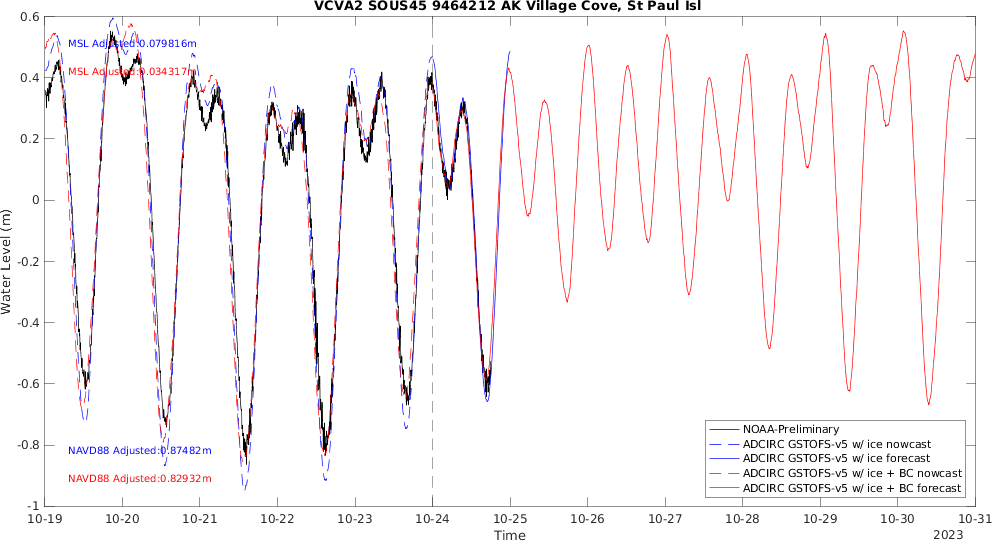 VCVA2 SOUS45 9464212 AK Village Cove, St Paul Isl
0.6
0.4
0.2
0
-0.2
-0.4
-0.6
-0.8
-1
Water Level (m)
MSL Adjusted:0.079816m
MSL Adjusted:0.034317m
NAVD88 Adjusted:0.87482m
NAVD88 Adjusted:0.82932m
NOAA-Preliminary
ADCIRC GSTOFS-v5 w/ ice nowcast
ADCIRC GSTOFS-v5 w/ ice forecast
ADCIRC GSTOFS-v5 w/ ice + BC nowcast
ADCIRC GSTOFS-v5 w/ ice + BC forecast
10-19 10-20 10-21 10-22 10-23 10-24 10-25 10-26 10-27 10-28 10-29 10-30 10-31
Time
2023